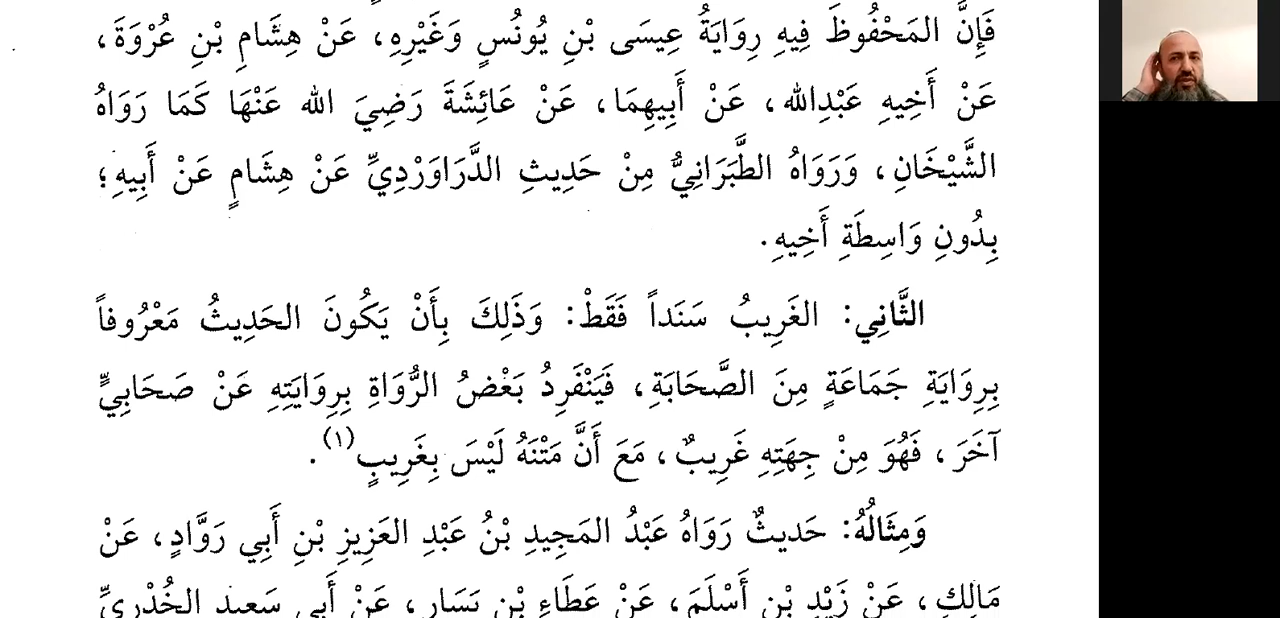 فَإِنَّ المَحْفُوظَ فِيهِ رِوَايَةُ عِيسَى بْنِ يُونُسٍ وَغَيْرِهِ، عَنْ هِشَامِ بْنِ عُرْوَةَ،
عَنْ أَخِيهِ عَبْدِالله، عَنْ أَبِيهِمَا، عَنْ عَائِشَةَ رَضِيَ الله عَنْهَا كَمَا رَوَاهُ
الشَّيْخَانِ، وَرَوَاهُ الطَّبَرَانِيُّ مِنْ حَدِيثِ الدَّرَاوَرْدِيِّ عَنْ هِشَامٍ عَنْ أَبِيهِ؛
بِدُونِ وَاسِطَةِ أَخِيهِ.
الثَّانِي: الغَرِيبُ سَنَداً فَقَطْ: وَذَلِكَ بِأَنْ يَكُونَ الحَدِيثُ مَعْرُوفاً
بِرِوَايَةِ جَمَاعَةٍ مِنَ الصَّحَابَةِ، فَيَنْفَرِدُ بَعْضُ الرُّوَاةِ بِرِوَايَتِهِ عَنْ صَحَابِيٍّ
آخَرَ، فَهُوَ مِنْ جِهَتِهِ غَرِيبٌ، مَعَ أَنَّ مَتْنَهُ لَيْسَ بِغَرِيبٍ(١).
وَمِثَالُهُ: حَديثٌ رَوَاهُ عَبْدُ المَجِيدِ بْنُ عَبْدِ العَزِيزِ بْنِ أَبِي رَوَّادٍ، عَنْ
مَالِكٍ، عَنْ زَيْدِ بْنِ أَسْلَمَ، عَنْ عَطَاءِ بْنِ يَسَارٍ، عَنْ أَبِي سَعِيدٍ الخُدْرِيِّ